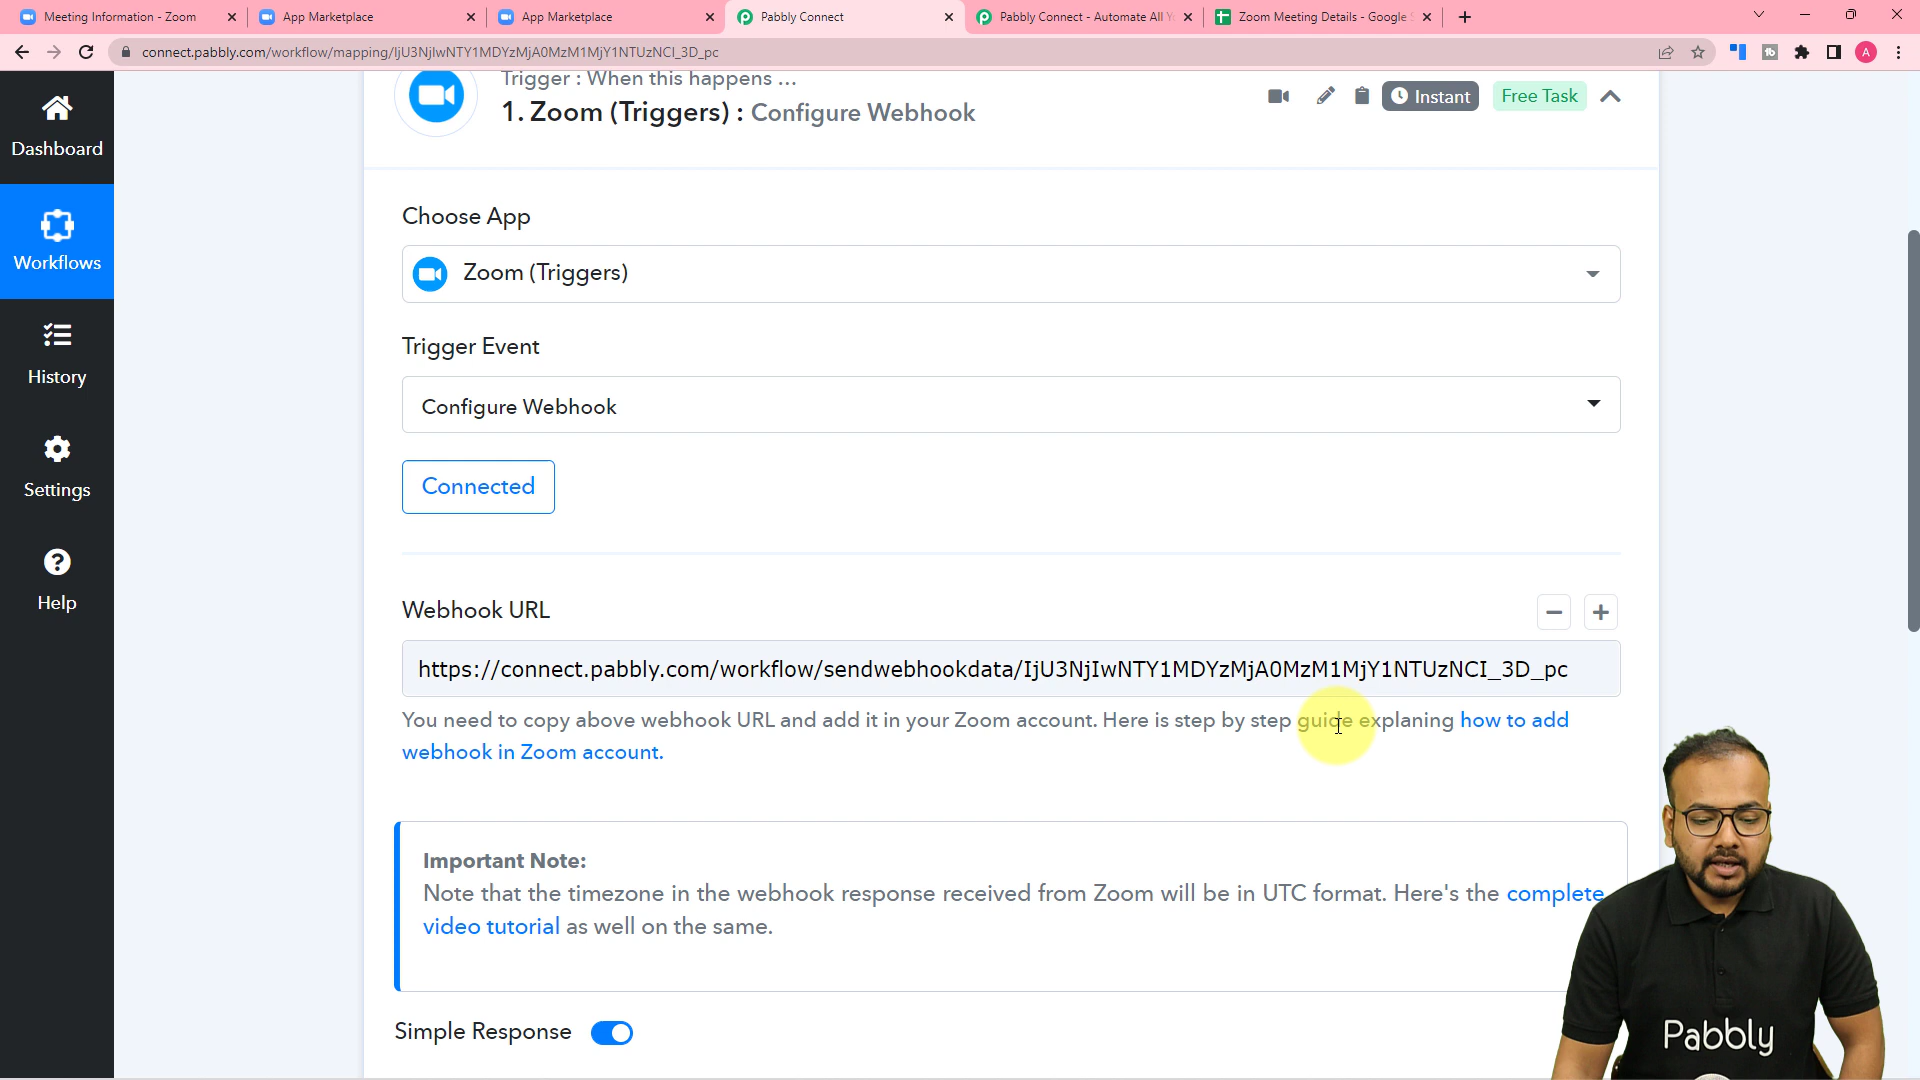 Meeting Information - Zoom
App Marketplace
App Marketplace
Pabbly Connect
Pabbly Connect - Automate All Y
Zoom Meeting Details - Google S
connect.pabbly.com/workflow/mapping/IjU3NjIwNTY1MDYzMjA0MzM1MjY1NTUzNCI_3D_pc
A
Trigger : When this happens ...
1. Zoom (Triggers) : Configure Webhook
Instant
Free Task
Dashboard
Workflows
History
Settings
Help
Choose App
Zoom (Triggers)
Trigger Event
Configure Webhook
Connected
Webhook URL
https://connect.pabbly.com/workflow/sendwebhookdata/IjU3NjIwNTY1MDYzMjA0MzM1MjY1NTUzNCI_3D_pc
You need to copy above webhook URL and add it in your Zoom account. Here is step by step guide explaning how to add
webhook in Zoom account.
Important Note:
Note that the timezone in the webhook response received from Zoom will be in UTC format. Here's the complete
video tutorial as well on the same.
Simple Response
Pabbly